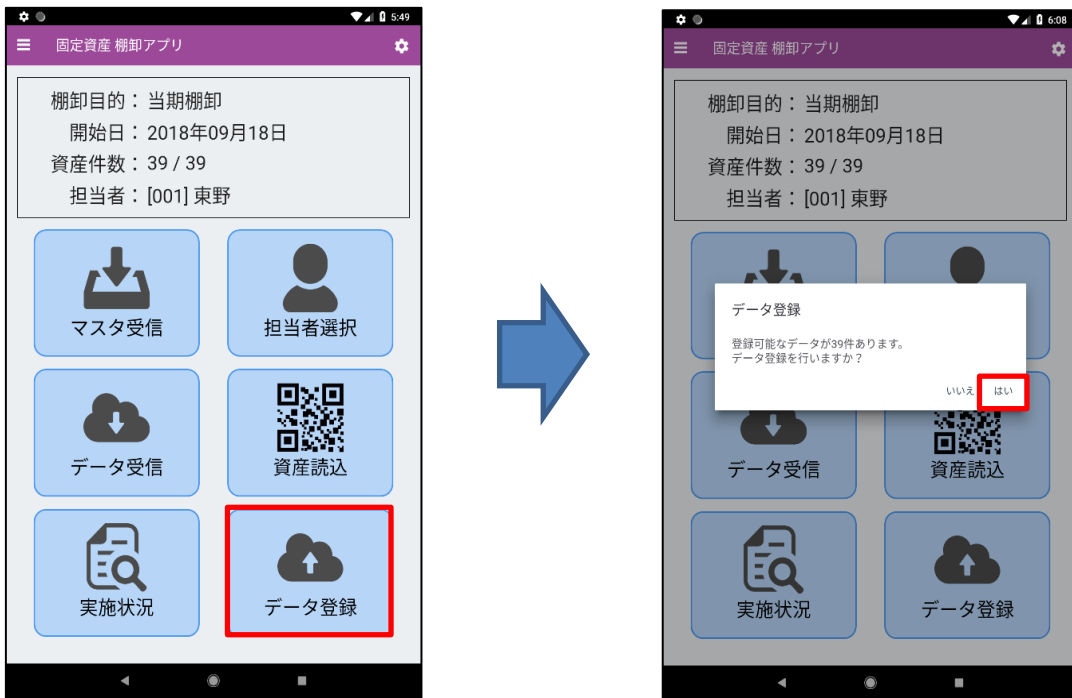 5:49
固定資産 棚卸アプリ
棚卸目的： 当期棚卸
開始日： 2018年09月18日
資産件数： 39 / 39
担当者： [001] 東野
マスタ受信
担当者選択
データ受信
資産読込
実施状況
データ登録
6:08
固定資産 棚卸アプリ
棚卸目的： 当期棚卸
開始日： 2018年09月18日
資産件数： 39 / 39
担当者： [001] 東野
データ登録
登録可能なデータが39件あります。
データ登録を行いますか？
いいえ はい
データ受信
資産読込
実施状況
データ登録